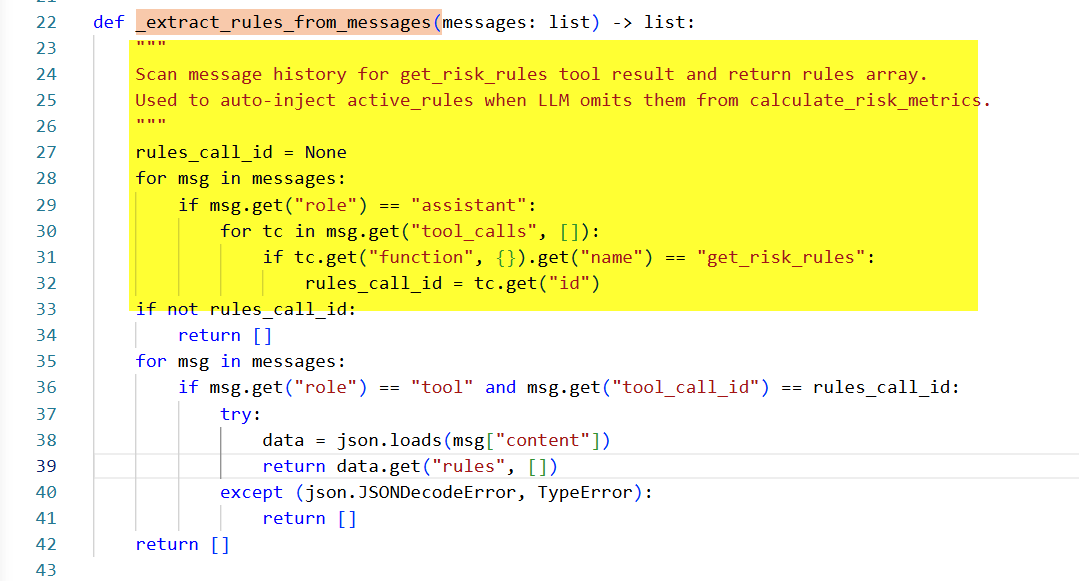 22 def _extract_rules_from_messages(messages: list) -> list:
23     """
24     Scan message history for get_risk_rules tool result and return rules array.
25     Used to auto-inject active_rules when LLM omits them from calculate_risk_metrics.
26     """
27     rules_call_id = None
28     for msg in messages:
29         if msg.get("role") == "assistant":
30             for tc in msg.get("tool_calls", []):
31                 if tc.get("function", {}).get("name") == "get_risk_rules":
32                     rules_call_id = tc.get("id")
33     if not rules_call_id:
34         return []
35     for msg in messages:
36         if msg.get("role") == "tool" and msg.get("tool_call_id") == rules_call_id:
37             try:
38                 data = json.loads(msg["content"])
39                 return data.get("rules", [])
40             except (json.JSONDecodeError, TypeError):
41                 return []
42     return []
43